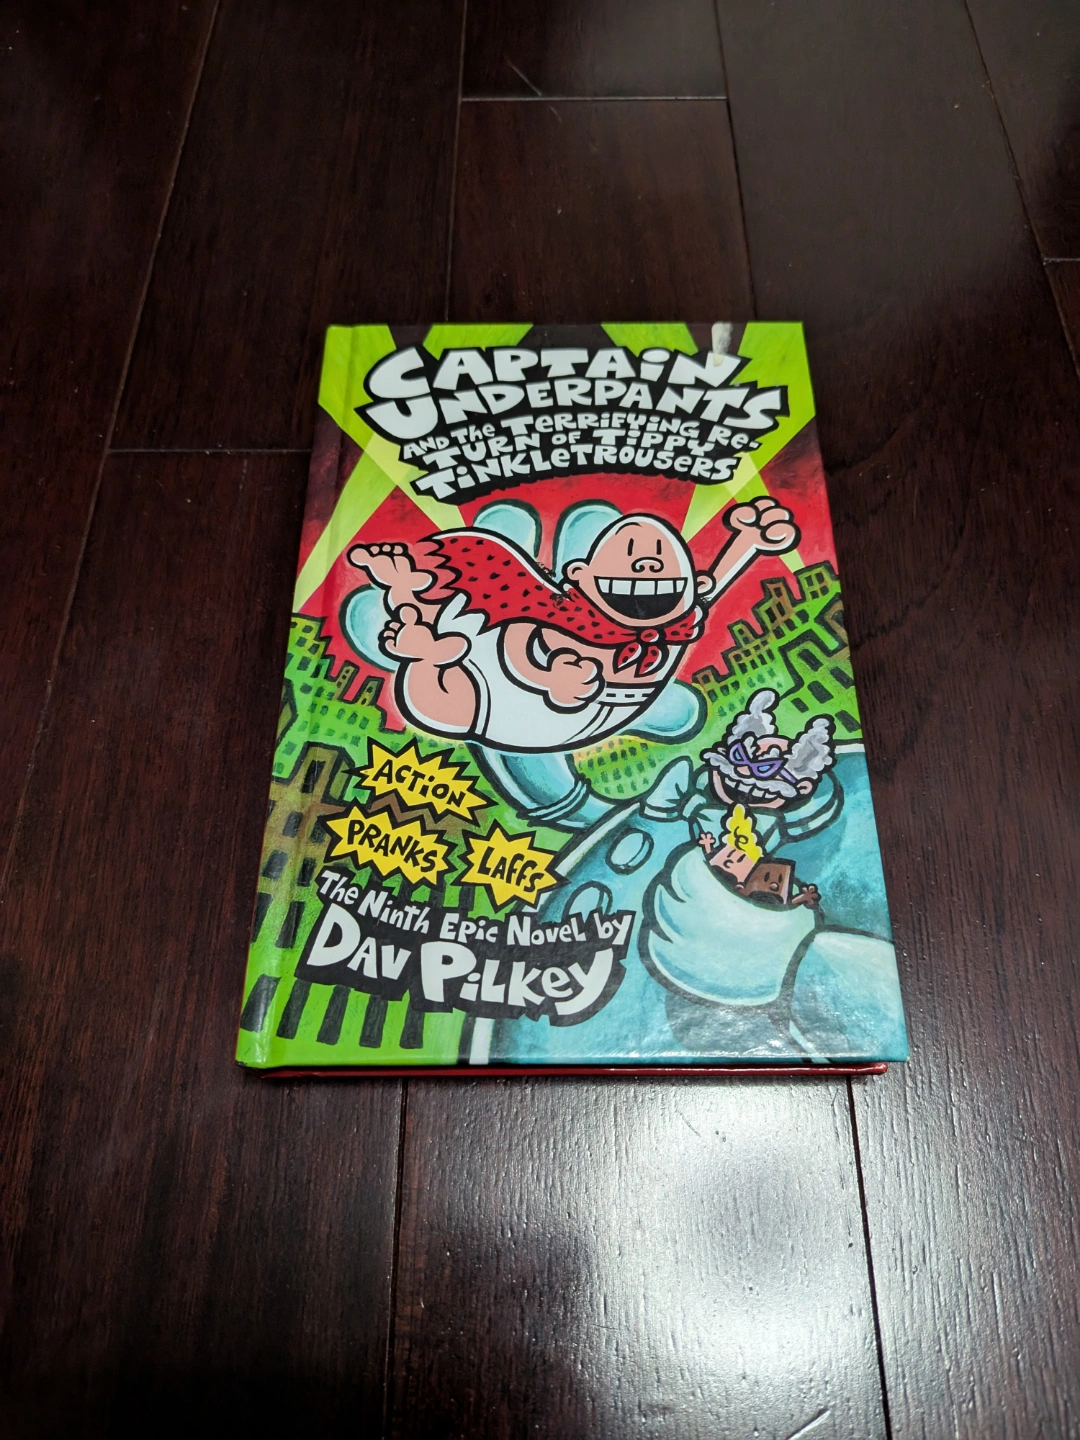 CAPTAIN
UNDERPANTS
AND THE TERRIFYING RE-
TURN OF TIPPY
TINKLETROUSERS
ACTION
PRANKS
LAFFS
The Ninth Epic Novel by
DAV PILKEY